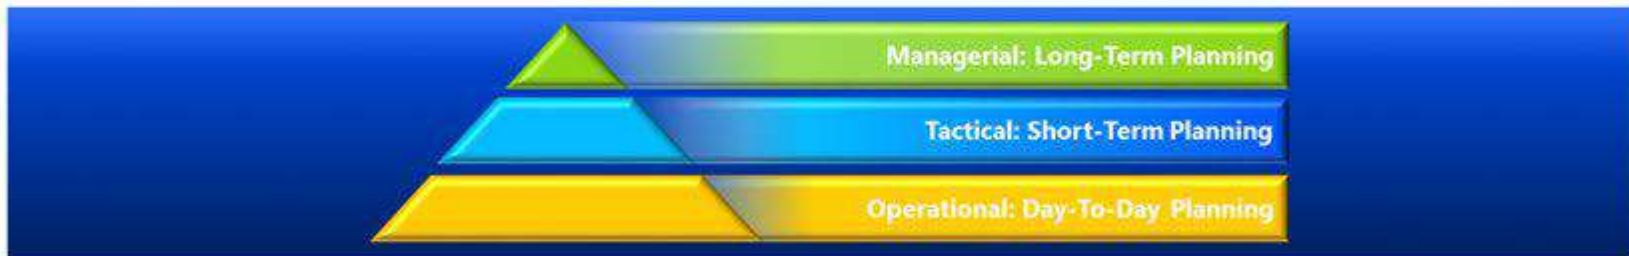 Managerial: Long-Term Planning
Tactical: Short-Term Planning
Operational: Day-To-Day Planning